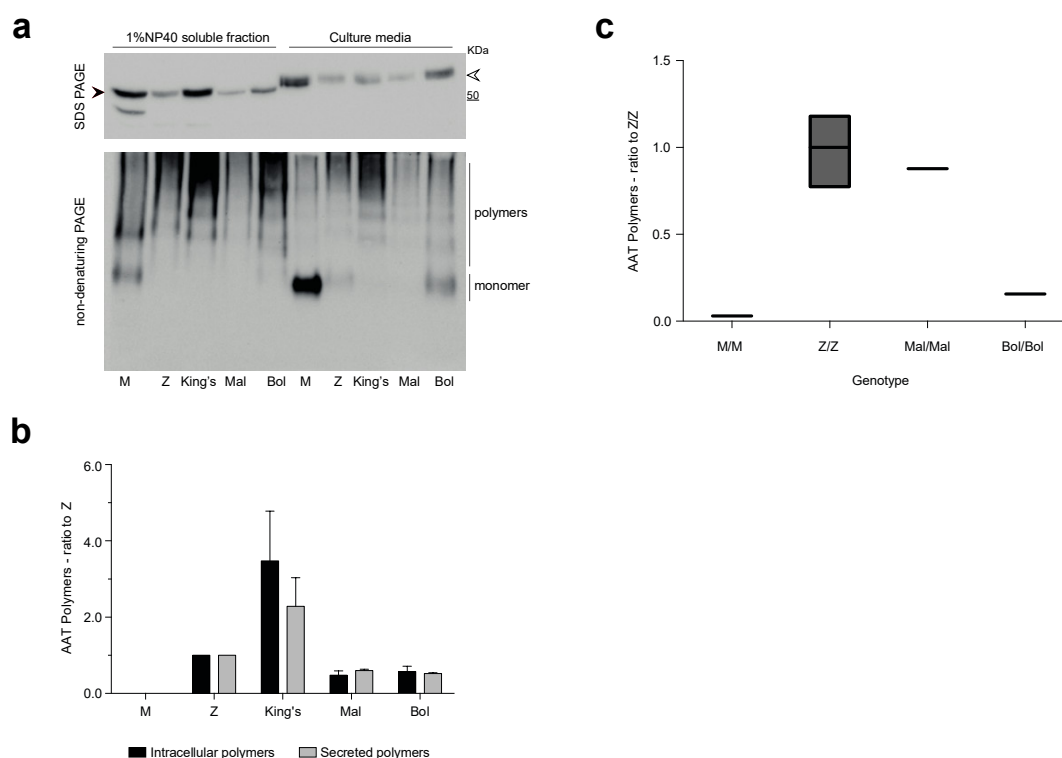 a
1%NP40 soluble fraction
Culture media
KDa
50
SDS PAGE
non-denaturing PAGE
polymers
monomer
M Z King's Mal Bol M Z King's Mal Bol
b
AAT Polymers - ratio to Z
6.0
4.0
2.0
0.0
M Z King's Mal Bol
Intracellular polymers Secreted polymers
c
AAT Polymers - ratio to Z/Z
1.5
1.0
0.5
0.0
M/M Z/Z Mal/Mal Bol/Bol
Genotype